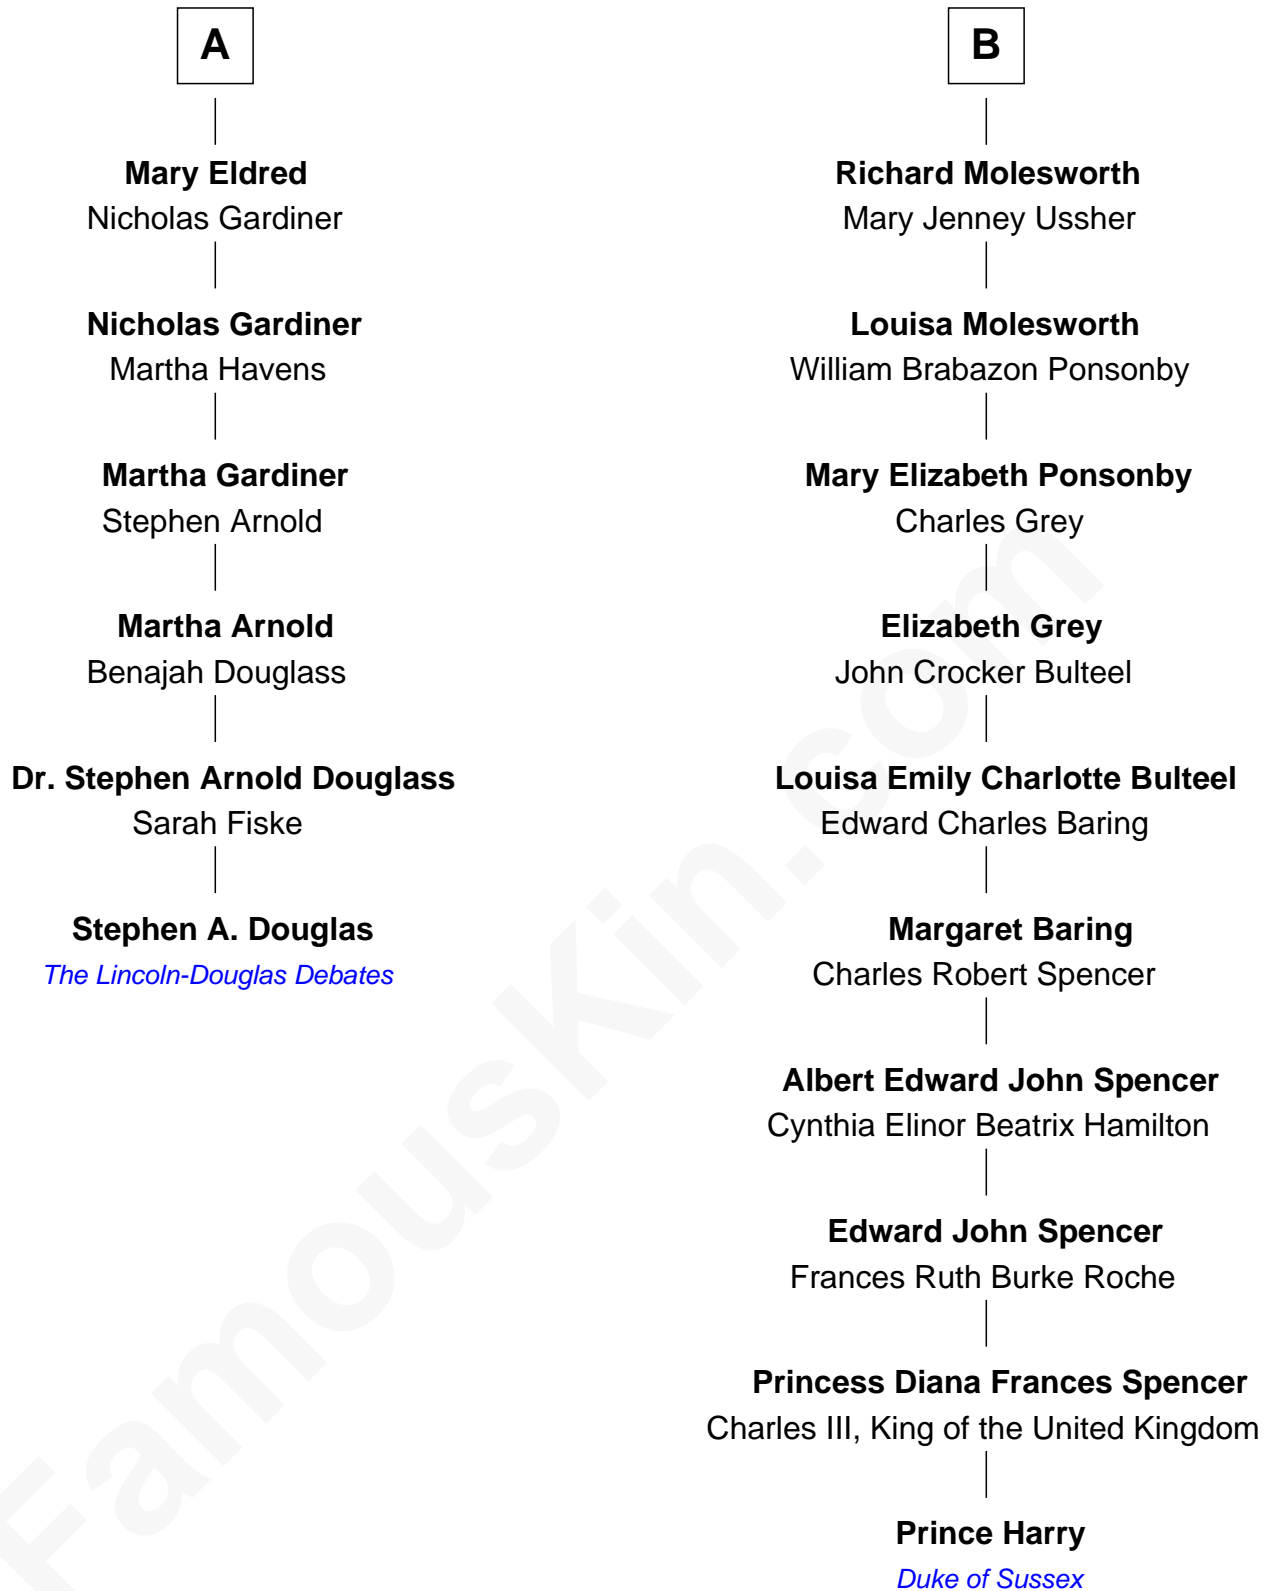 A
Mary Eldred
Nicholas Gardiner
Nicholas Gardiner
Martha Havens
Martha Gardiner
Stephen Arnold
Martha Arnold
Benajah Douglass
Dr. Stephen Arnold Douglass
Sarah Fiske
Stephen A. Douglas
The Lincoln-Douglas Debates
B
Richard Molesworth
Mary Jenney Ussher
Louisa Molesworth
William Brabazon Ponsonby
Mary Elizabeth Ponsonby
Charles Grey
Elizabeth Grey
John Crocker Bulteel
Louisa Emily Charlotte Bulteel
Edward Charles Baring
Margaret Baring
Charles Robert Spencer
Albert Edward John Spencer
Cynthia Elinor Beatrix Hamilton
Edward John Spencer
Frances Ruth Burke Roche
Princess Diana Frances Spencer
Charles III, King of the United Kingdom
Prince Harry
Duke of Sussex
FamousKin.com